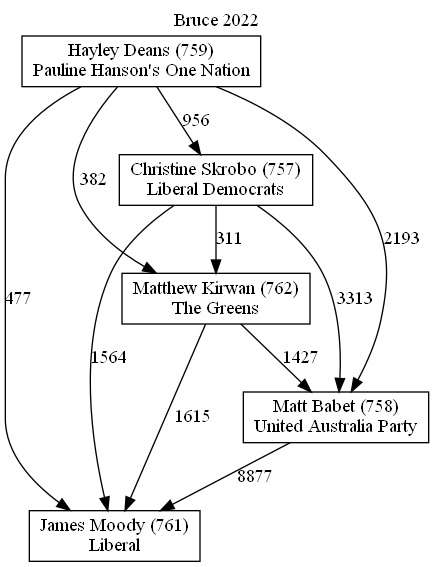 Bruce 2022
Hayley Deans (759)
Pauline Hanson's One Nation
956
382
Christine Skrobo (757)
Liberal Democrats
2193
311
477
Matthew Kirwan (762)
The Greens
3313
1564
1427
1615
Matt Babet (758)
United Australia Party
8877
James Moody (761)
Liberal